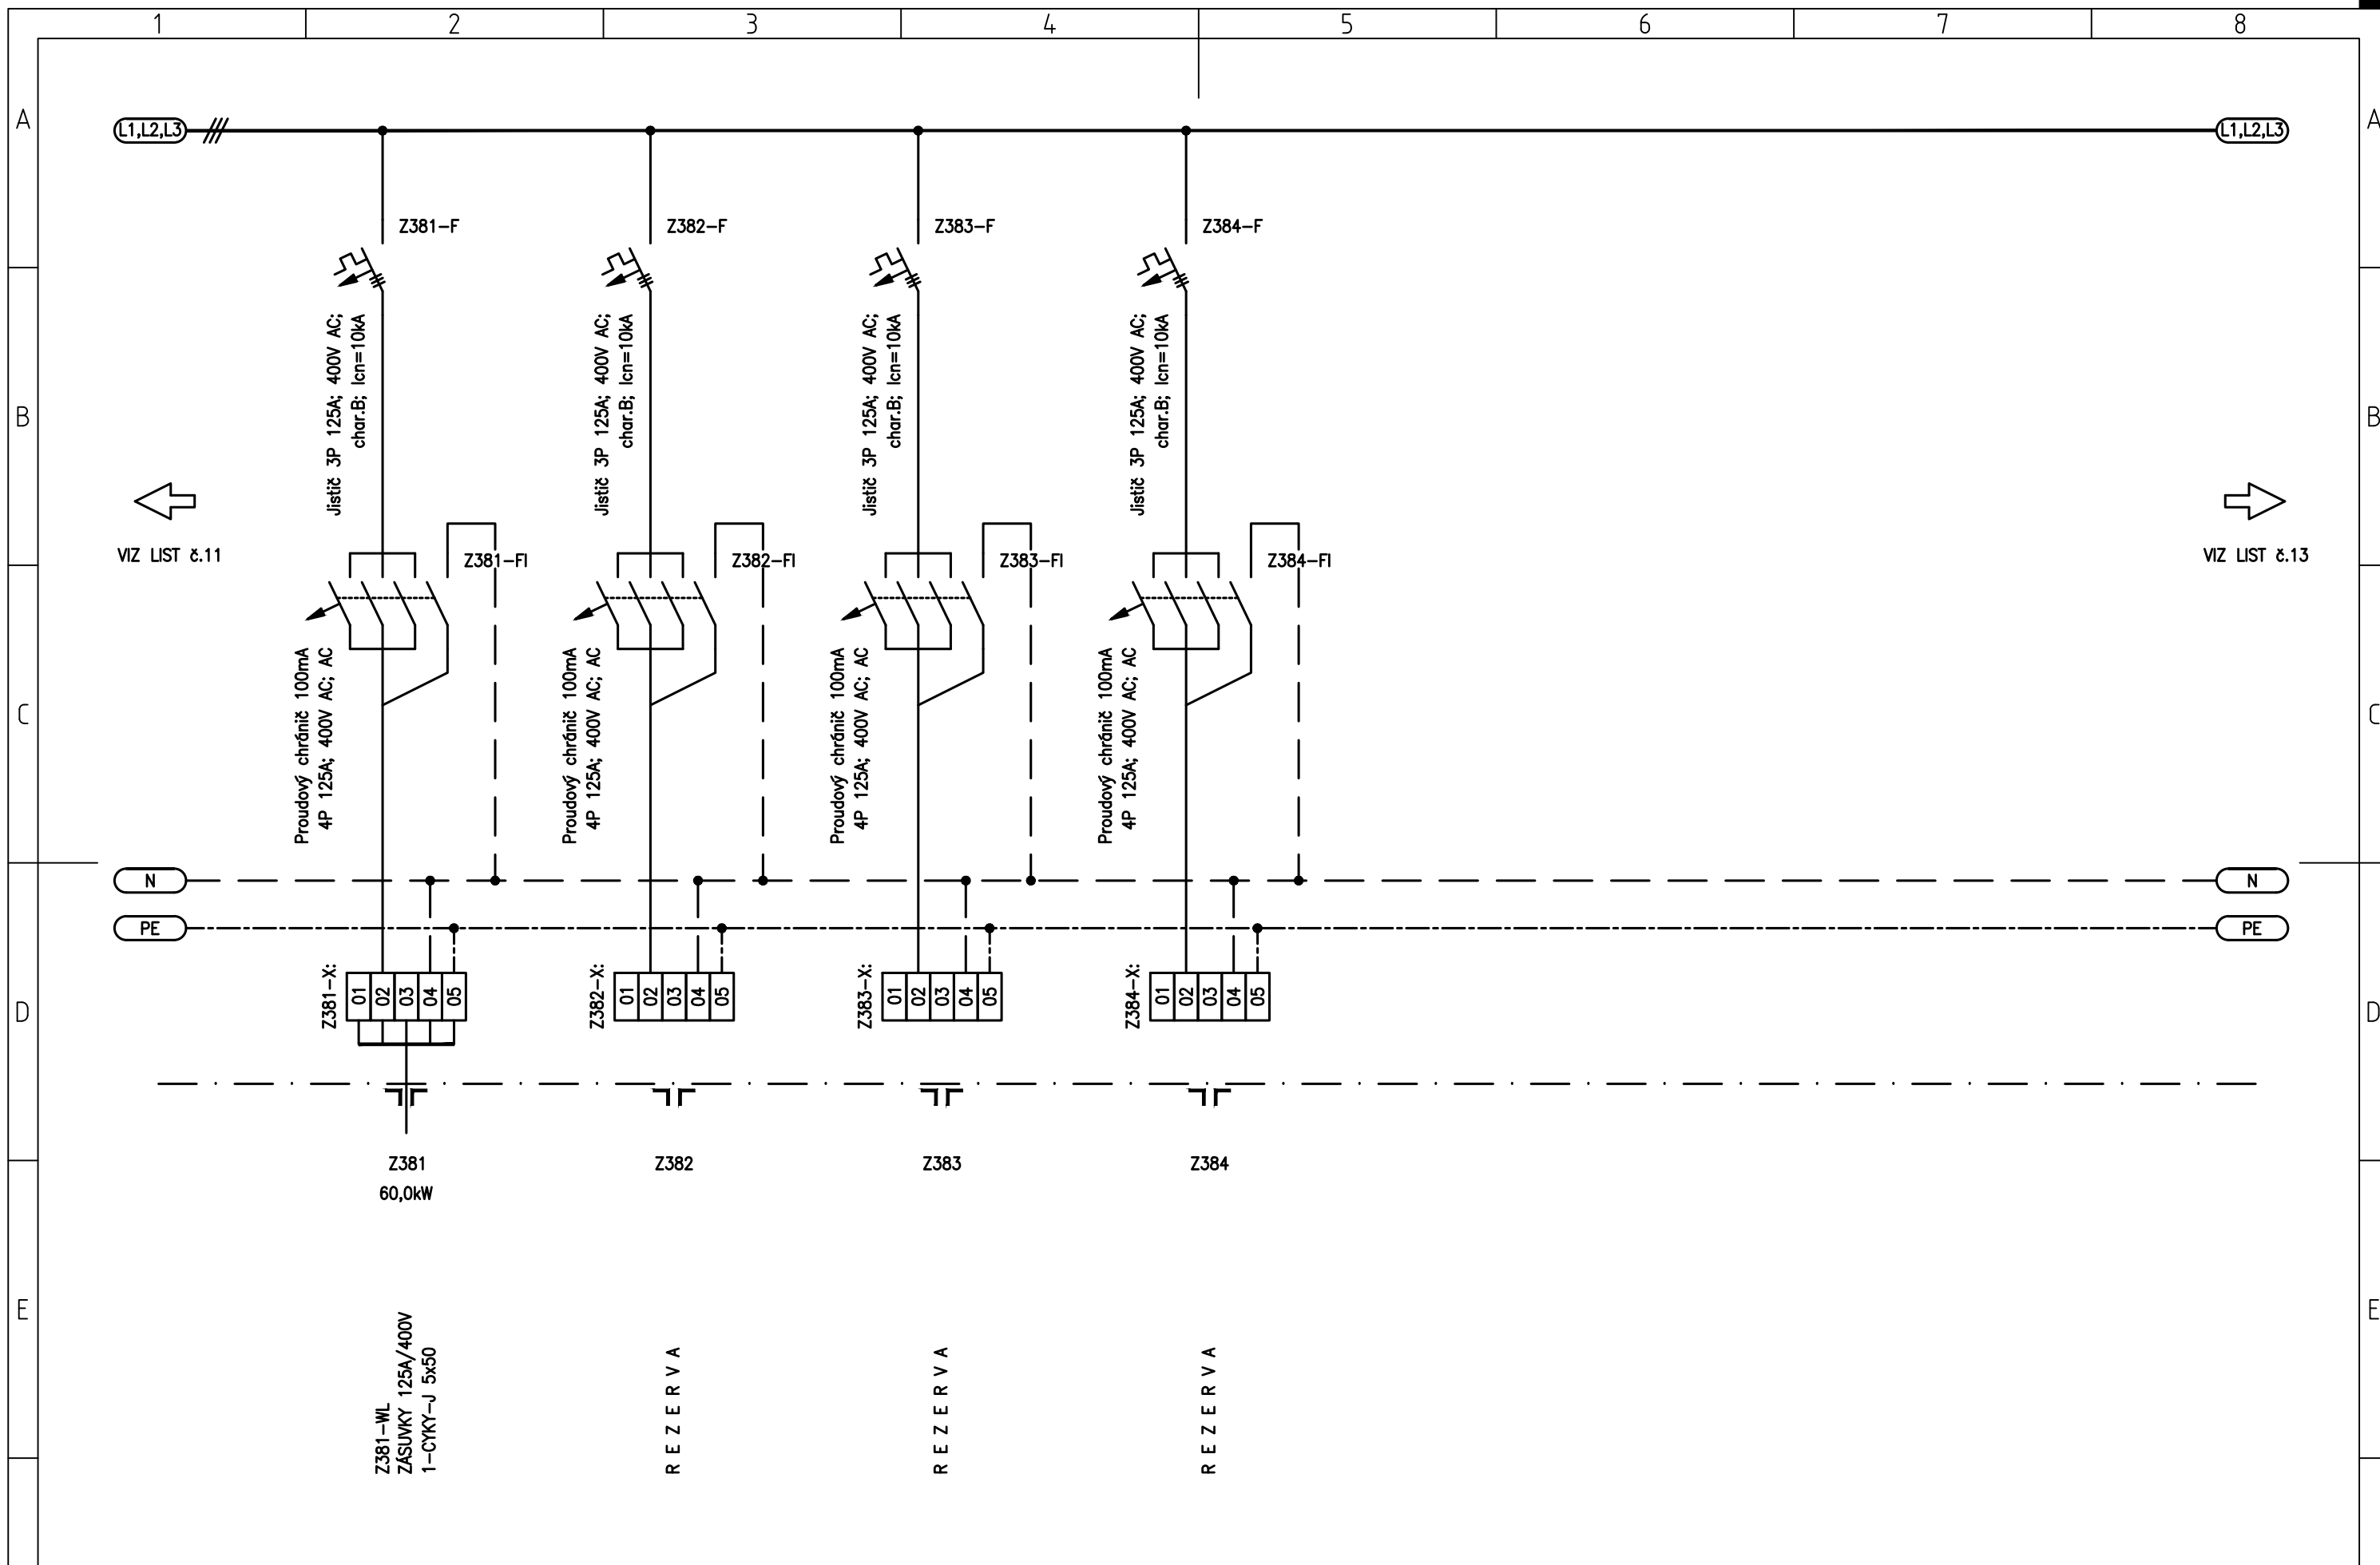 1 2 3 4 5 6 7 8
A A
L1,L2,L3 L1,L2,L3
Z381-F Z382-F Z383-F Z384-F
Jistič 3P 125A; 400V AC;
char.B; Icn=10kA
Jistič 3P 125A; 400V AC;
char.B; Icn=10kA
Jistič 3P 125A; 400V AC;
char.B; Icn=10kA
Jistič 3P 125A; 400V AC;
char.B; Icn=10kA
B B
VIZ LIST č.11 VIZ LIST č.13
Z381-FI Z382-FI Z383-FI Z384-FI
Proudový chránič 100mA
4P 125A; 400V AC; AC
Proudový chránič 100mA
4P 125A; 400V AC; AC
Proudový chránič 100mA
4P 125A; 400V AC; AC
Proudový chránič 100mA
4P 125A; 400V AC; AC
C C
N N
PE PE
Z381-X: 01 02 03 04 05
Z382-X: 01 02 03 04 05
Z383-X: 01 02 03 04 05
Z384-X: 01 02 03 04 05
D D
Z381 Z382 Z383 Z384
60,0kW
E E
Z381-WL
ZÁSUVKY 125A/400V
1-CYKY-J 5x50
R E Z E R V A
R E Z E R V A
R E Z E R V A